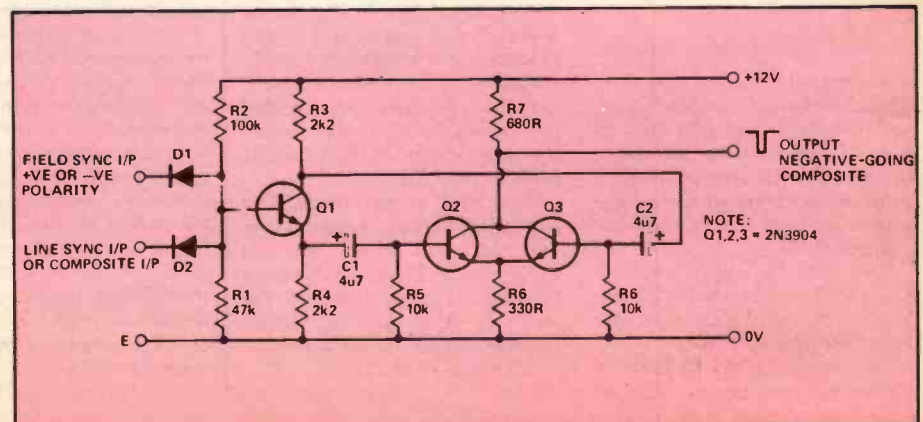 +12V
R2
100k
R3
2k2
R7
680R
FIELD SYNC I/P
+VE OR –VE
POLARITY
D1
OUTPUT
NEGATIVE-GDING
COMPOSITE
Q1
Q2
Q3
C2
4u7
+
NOTE:
Q1,2,3 = 2N3904
LINE SYNC I/P
OR COMPOSITE I/P
D2
+
C1
4u7
R1
47k
R4
2k2
R5
10k
R6
330R
R6
10k
E
0V